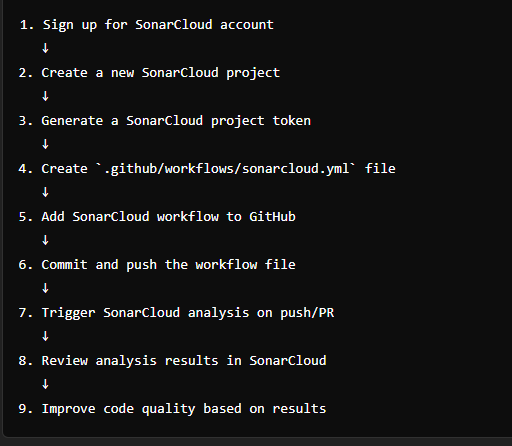 1. Sign up for SonarCloud account
↓
2. Create a new SonarCloud project
↓
3. Generate a SonarCloud project token
↓
4. Create `.github/workflows/sonarcloud.yml` file
↓
5. Add SonarCloud workflow to GitHub
↓
6. Commit and push the workflow file
↓
7. Trigger SonarCloud analysis on push/PR
↓
8. Review analysis results in SonarCloud
↓
9. Improve code quality based on results